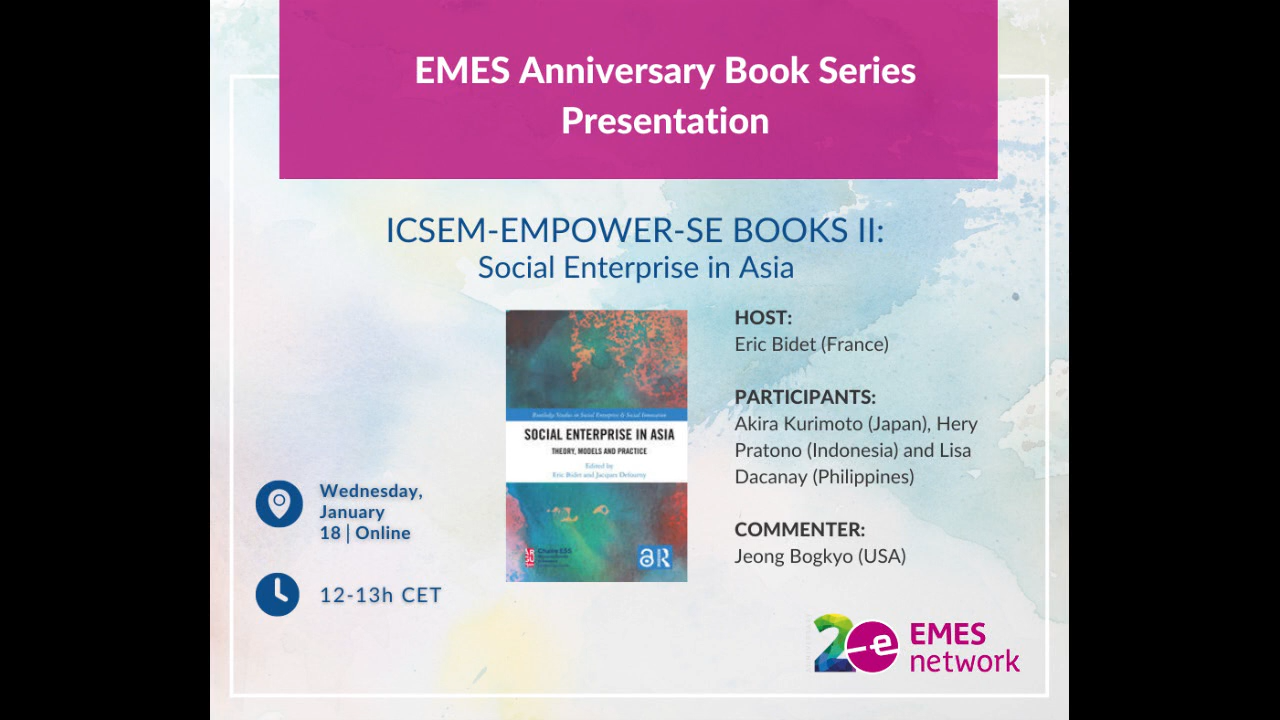 EMES Anniversary Book Series
Presentation
ICSEM-EMPOWER-SE BOOKS II:
Social Enterprise in Asia
Routledge Studies in Social Enterprise & Social Innovation
SOCIAL ENTERPRISE IN ASIA
THEORY, MODELS AND PRACTICE
Edited by
Eric Bidet and Jacques Defourny
HOST:
Eric Bidet (France)
PARTICIPANTS:
Akira Kurimoto (Japan), Hery
Pratono (Indonesia) and Lisa
Dacanay (Philippines)
COMMENTER:
Jeong Bogkyo (USA)
Wednesday,
January
18 | Online
12-13h CET
Chaire ESS
20
e
EMES
network